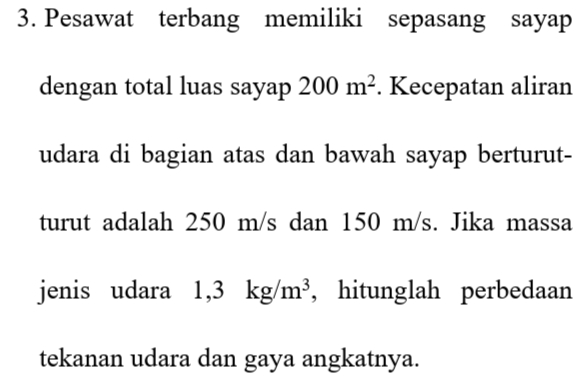 3. Pesawat terbang memiliki sepasang sayap
dengan total luas sayap 200 m². Kecepatan aliran
udara di bagian atas dan bawah sayap berturut-
turut adalah 250 m/s dan 150 m/s. Jika massa
jenis udara 1,3 kg/m³, hitunglah perbedaan
tekanan udara dan gaya angkatnya.